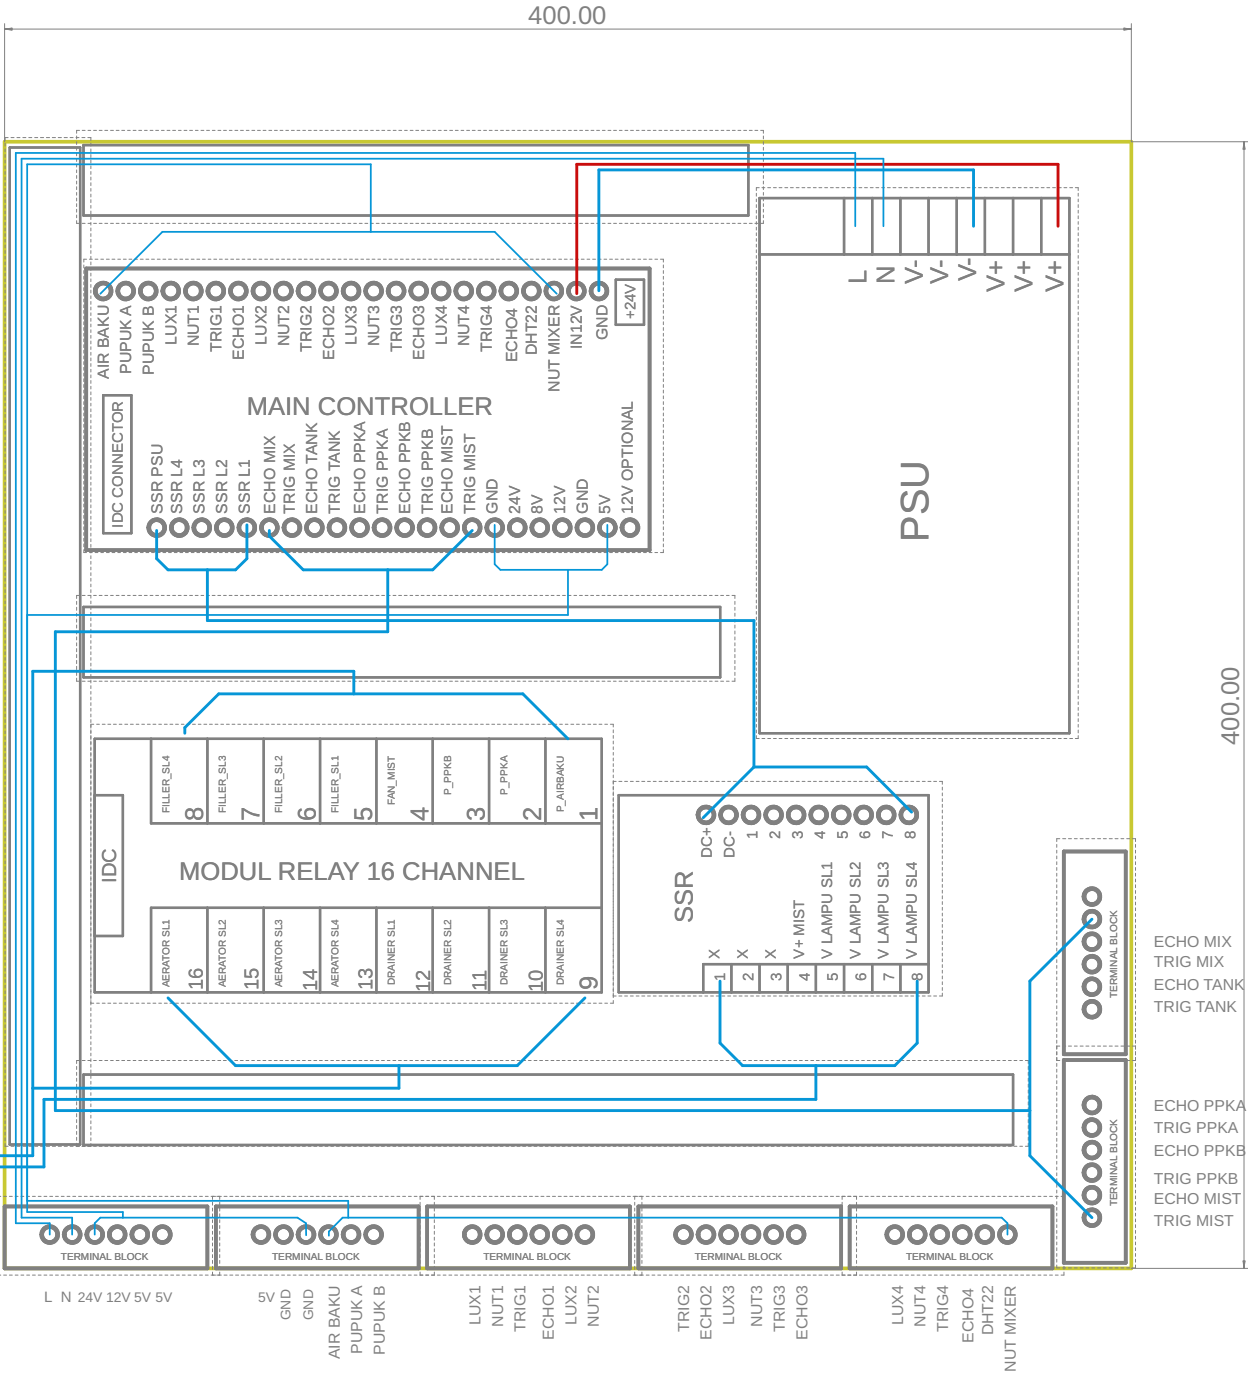 400.00
400.00
L
N
V-
V-
V-
V+
V+
V+
AIR BAKU
PUPUK A
PUPUK B
LUX1
NUT1
TRIG1
ECHO1
LUX2
NUT2
TRIG2
ECHO2
LUX3
NUT3
TRIG3
ECHO3
LUX4
NUT4
TRIG4
ECHO4
DHT22
NUT MIXER
IN12V
GND
+24V
MAIN CONTROLLER
IDC CONNECTOR
SSR PSU
SSR L4
SSR L3
SSR L2
SSR L1
ECHO MIX
TRIG MIX
ECHO TANK
TRIG TANK
ECHO PPKA
TRIG PPKA
ECHO PPKB
TRIG PPKB
ECHO MIST
TRIG MIST
GND
24V
8V
12V
GND
5V
12V OPTIONAL
PSU
FILLER_SL4
8
FILLER_SL3
7
FILLER_SL2
6
FILLER_SL1
5
FAN_MIST
4
P_PPKB
3
P_PPKA
2
P_AIRBAKU
1
IDC
MODUL RELAY 16 CHANNEL
AERATOR SL1
16
AERATOR SL2
15
AERATOR SL3
14
AERATOR SL4
13
DRAINER SL1
12
DRAINER SL2
11
DRAINER SL3
10
DRAINER SL4
9
DC+
DC-
1
2
3
4
5
6
7
8
SSR
X
X
X
V+ MIST
V LAMPU SL1
V LAMPU SL2
V LAMPU SL3
V LAMPU SL4
1
2
3
4
5
6
7
8
TERMINAL BLOCK
ECHO MIX
TRIG MIX
ECHO TANK
TRIG TANK
TERMINAL BLOCK
ECHO PPKA
TRIG PPKA
ECHO PPKB
TRIG PPKB
ECHO MIST
TRIG MIST
TERMINAL BLOCK
TERMINAL BLOCK
TERMINAL BLOCK
TERMINAL BLOCK
TERMINAL BLOCK
L N 24V 12V 5V 5V
5V
GND
GND
AIR BAKU
PUPUK A
PUPUK B
LUX1
NUT1
TRIG1
ECHO1
LUX2
NUT2
TRIG2
ECHO2
LUX3
NUT3
TRIG3
ECHO3
LUX4
NUT4
TRIG4
ECHO4
DHT22
NUT MIXER